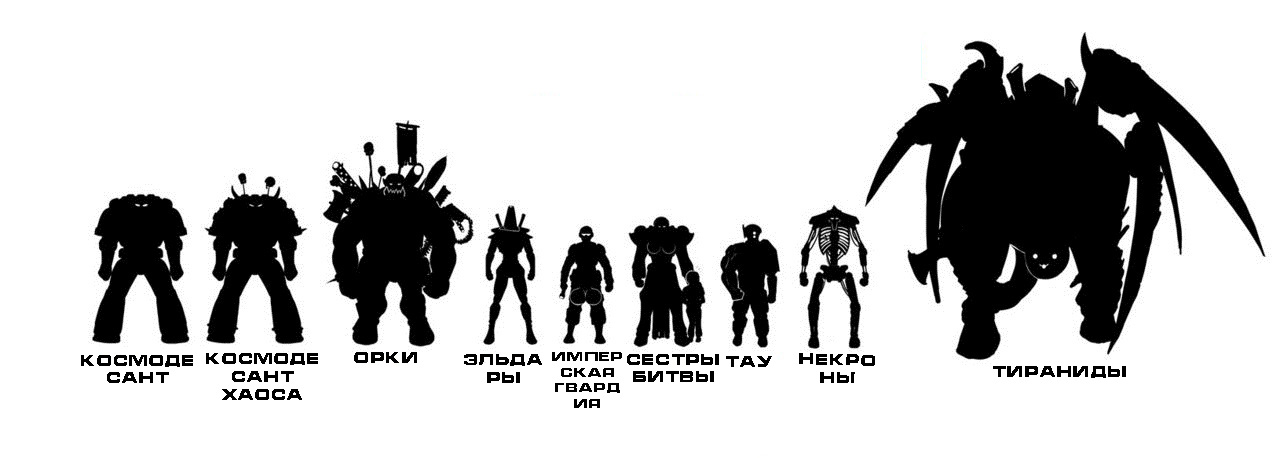 КОСМОДЕ
САНТ
КОСМОДЕ
САНТ
ХАОСА
ОРКИ
ЭЛЬДА
РЫ
ИМПЕР
СКАЯ
ГВАРД
ИЯ
СЕСТРЫ
БИТВЫ
ТАУ
НЕКРО
НЫ
ТИРАНИДЫ